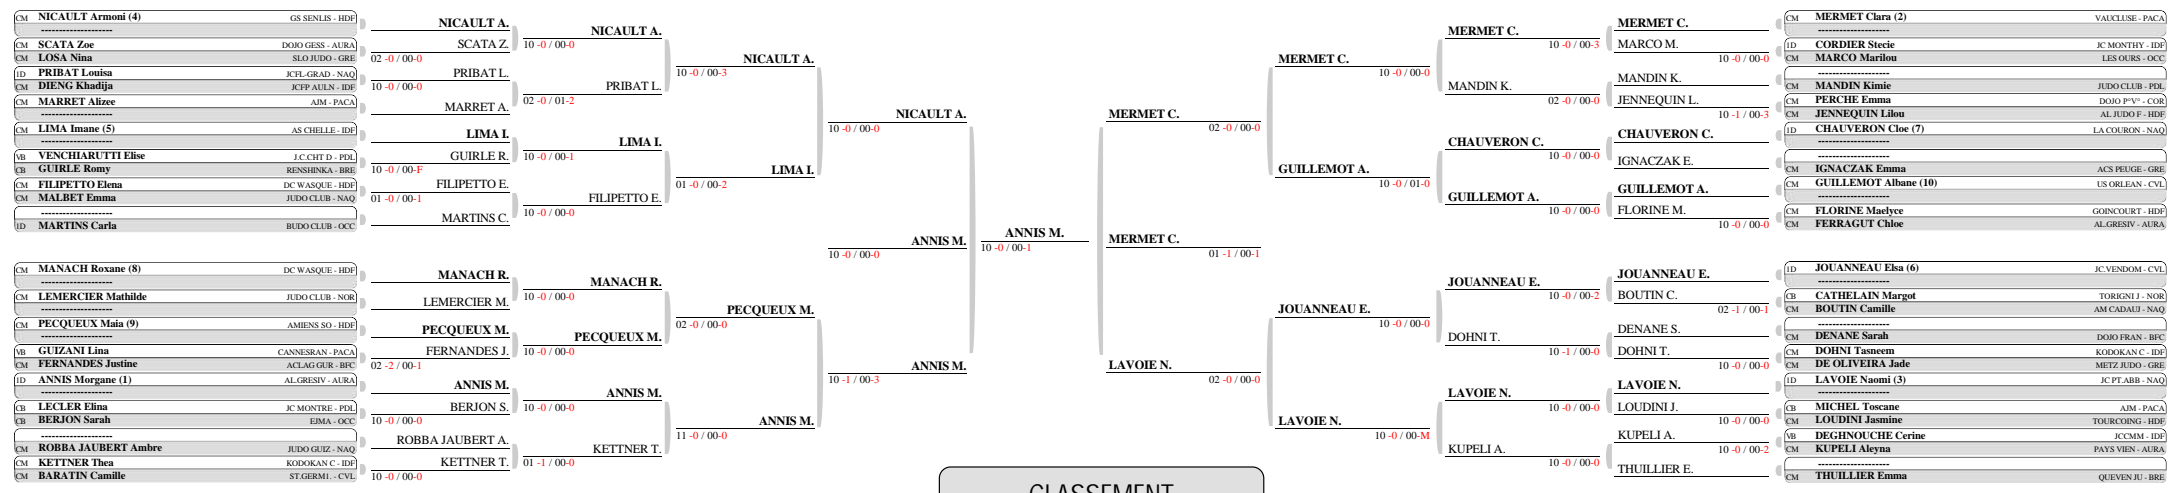 CM NICAULT Armoni (4) GS SENLIS - HDF
--------------------
CM SCATA Zoe DOJO GESS - AURA
CM LOSA Nina SLO JUDO - GRE
1D PRIBAT Louisa JCFL-GRAD - NAQ
CM DIENG Khadija JCFP AULN - IDF
CM MARRET Alizee AJM - PACA
--------------------
CM LIMA Imane (5) AS CHELLE - IDF
--------------------
VB VENCHIARUTTI Elise J.C.CHT D - PDL
CB GUIRLE Romy RENSHINKA - BRE
CM FILIPETTO Elena DC WASQUE - HDF
CM MALBET Emma JUDO CLUB - NAQ
--------------------
1D MARTINS Carla BUDO CLUB - OCC
CM MANACH Roxane (8) DC WASQUE - HDF
--------------------
CM LEMERCIER Mathilde JUDO CLUB - NOR
--------------------
CM PECQUEUX Maia (9) AMIENS SO - HDF
--------------------
VB GUIZANI Lina CANNESRAN - PACA
CM FERNANDES Justine ACLAG GUR - BFC
1D ANNIS Morgane (1) AL.GRESIV - AURA
--------------------
CB LECLER Elina JC MONTRE - PDL
CB BERJON Sarah EJMA - OCC
--------------------
CM ROBBA JAUBERT Ambre JUDO GUIZ - NAQ
CM KETTNER Thea KODOKAN C - IDF
CM BARATIN Camille ST.GERM1. - CVL
NICAULT A.
SCATA Z.
02 -0 / 00-0
PRIBAT L.
10 -0 / 00-0
MARRET A.
LIMA I.
GUIRLE R.
10 -0 / 00-F
FILIPETTO E.
01 -0 / 00-1
MARTINS C.
MANACH R.
LEMERCIER M.
PECQUEUX M.
FERNANDES J.
02 -2 / 00-1
ANNIS M.
BERJON S.
10 -0 / 00-0
ROBBA JAUBERT A.
KETTNER T.
10 -0 / 00-0
NICAULT A.
10 -0 / 00-0
PRIBAT L.
02 -0 / 01-2
LIMA I.
10 -0 / 00-1
FILIPETTO E.
10 -0 / 00-0
MANACH R.
10 -0 / 00-0
PECQUEUX M.
10 -0 / 00-0
ANNIS M.
10 -0 / 00-0
KETTNER T.
01 -1 / 00-0
NICAULT A.
10 -0 / 00-3
LIMA I.
01 -0 / 00-2
PECQUEUX M.
02 -0 / 00-0
ANNIS M.
11 -0 / 00-0
NICAULT A.
10 -0 / 00-0
ANNIS M.
10 -0 / 00-0
ANNIS M.
10 -1 / 00-3
ANNIS M.
10 -0 / 00-1
MERMET C.
02 -0 / 00-0
MERMET C.
01 -1 / 00-1
LAVOIE N.
02 -0 / 00-0
MERMET C.
10 -0 / 00-0
GUILLEMOT A.
10 -0 / 01-0
JOUANNEAU E.
10 -0 / 00-0
LAVOIE N.
10 -0 / 00-M
MERMET C.
10 -0 / 00-3
MANDIN K.
02 -0 / 00-0
CHAUVERON C.
10 -0 / 00-0
GUILLEMOT A.
10 -0 / 00-0
JOUANNEAU E.
10 -0 / 00-2
DOHNI T.
10 -1 / 00-0
LAVOIE N.
10 -0 / 00-0
KUPELI A.
10 -0 / 00-0
MERMET C.
MARCO M.
10 -0 / 00-0
MANDIN K.
JENNEQUIN L.
10 -1 / 00-3
CHAUVERON C.
IGNACZAK E.
GUILLEMOT A.
FLORINE M.
10 -0 / 00-0
JOUANNEAU E.
BOUTIN C.
02 -1 / 00-1
DENANE S.
DOHNI T.
10 -0 / 00-0
LAVOIE N.
LOUDINI J.
10 -0 / 00-0
KUPELI A.
10 -0 / 00-2
THUILLIER E.
CM MERMET Clara (2) VAUCLUSE - PACA
--------------------
1D CORDIER Stecie JC MONTHY - IDF
CM MARCO Marilou LES OURS - OCC
--------------------
CM MANDIN Kimie JUDO CLUB - PDL
CM PERCHE Emma DOJO P°V° - COR
CM JENNEQUIN Lilou AL JUDO F - HDF
1D CHAUVERON Cloe (7) LA COURON - NAQ
--------------------
--------------------
CM IGNACZAK Emma ACS PEUGE - GRE
CM GUILLEMOT Albane (10) US ORLEAN - CVL
--------------------
CM FLORINE Maelyce GOINCOURT - HDF
CM FERRAGUT Chloe AL.GRESIV - AURA
1D JOUANNEAU Elsa (6) JC.VENDOM - CVL
--------------------
CB CATHELAIN Margot TORIGNI J - NOR
CM BOUTIN Camille AM CADAUJ - NAQ
--------------------
CM DENANE Sarah DOJO FRAN - BFC
CM DOHNI Tasneem KODOKAN C - IDF
CM DE OLIVEIRA Jade METZ JUDO - GRE
1D LAVOIE Naomi (3) JC PT.ABB - NAQ
--------------------
CB MICHEL Toscane AJM - PACA
CM LOUDINI Jasmine TOURCOING - HDF
VB DEGHNOUCHE Cerine JCCMM - IDF
CM KUPELI Aleyna PAYS VIEN - AURA
--------------------
CM THUILLIER Emma QUEVEN JU - BRE
CLASSEMENT